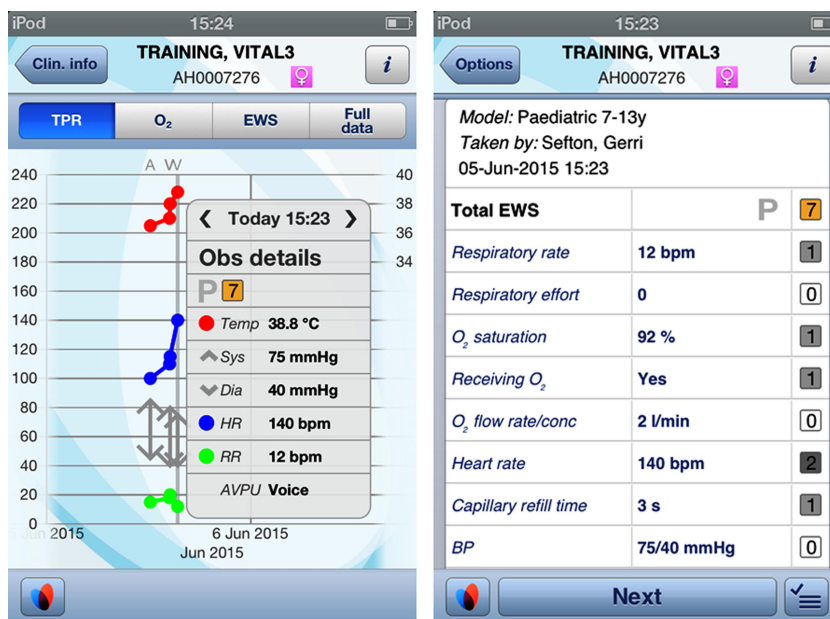 iPod 15:24
Clin. info
TRAINING, VITAL3
AH0007276
i
TPR O₂ EWS Full data
A W
240 40
220 38
200 36
180 34
160
140
120
100
80
60
40
20
0
Today 15:23
Obs details
P 7
Temp 38.8 °C
Sys 75 mmHg
Dia 40 mmHg
HR 140 bpm
RR 12 bpm
AVPU Voice
Jun 2015 6 Jun 2015
Jun 2015
iPod 15:23
Options
TRAINING, VITAL3
AH0007276
i
Model: Paediatric 7-13y
Taken by: Sefton, Gerri
05-Jun-2015 15:23
Total EWS P 7
Respiratory rate 12 bpm 1
Respiratory effort 0 0
O₂ saturation 92 % 1
Receiving O₂ Yes 1
O₂ flow rate/conc 2 l/min 0
Heart rate 140 bpm 2
Capillary refill time 3 s 1
BP 75/40 mmHg 0
Next